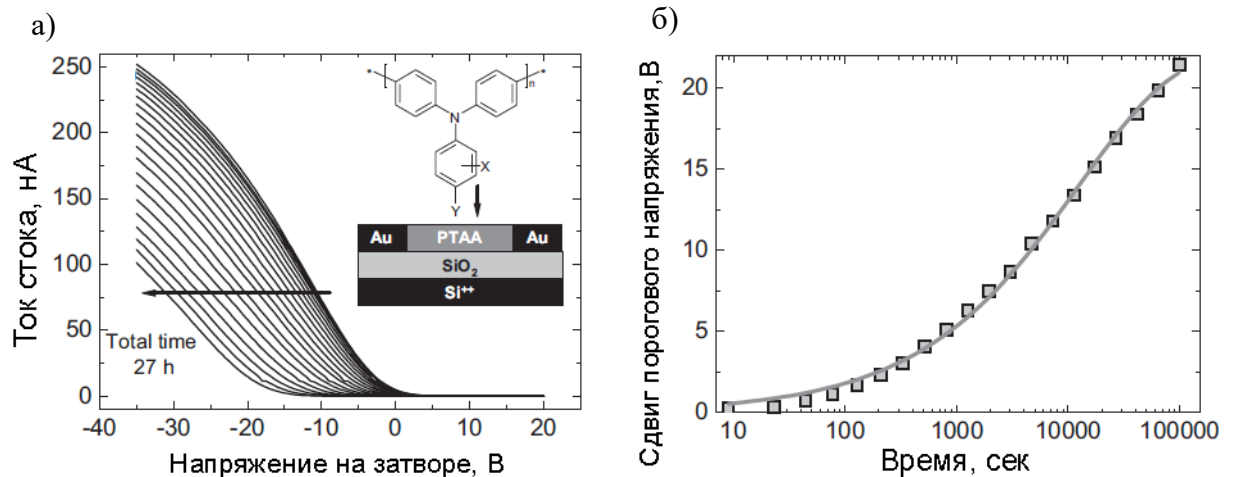 а)
Ток стока, нА
250
200
150
100
50
0
-40
-30
-20
-10
0
10
20
Напряжение на затворе, В
Total time
27 h
*
n
*
N
X
Y
Au
PTAA
Au
SiO₂
Si⁺⁺
б)
Сдвиг порогового напряжения,В
20
15
10
5
0
10
100
1000
10000
100000
Время, сек